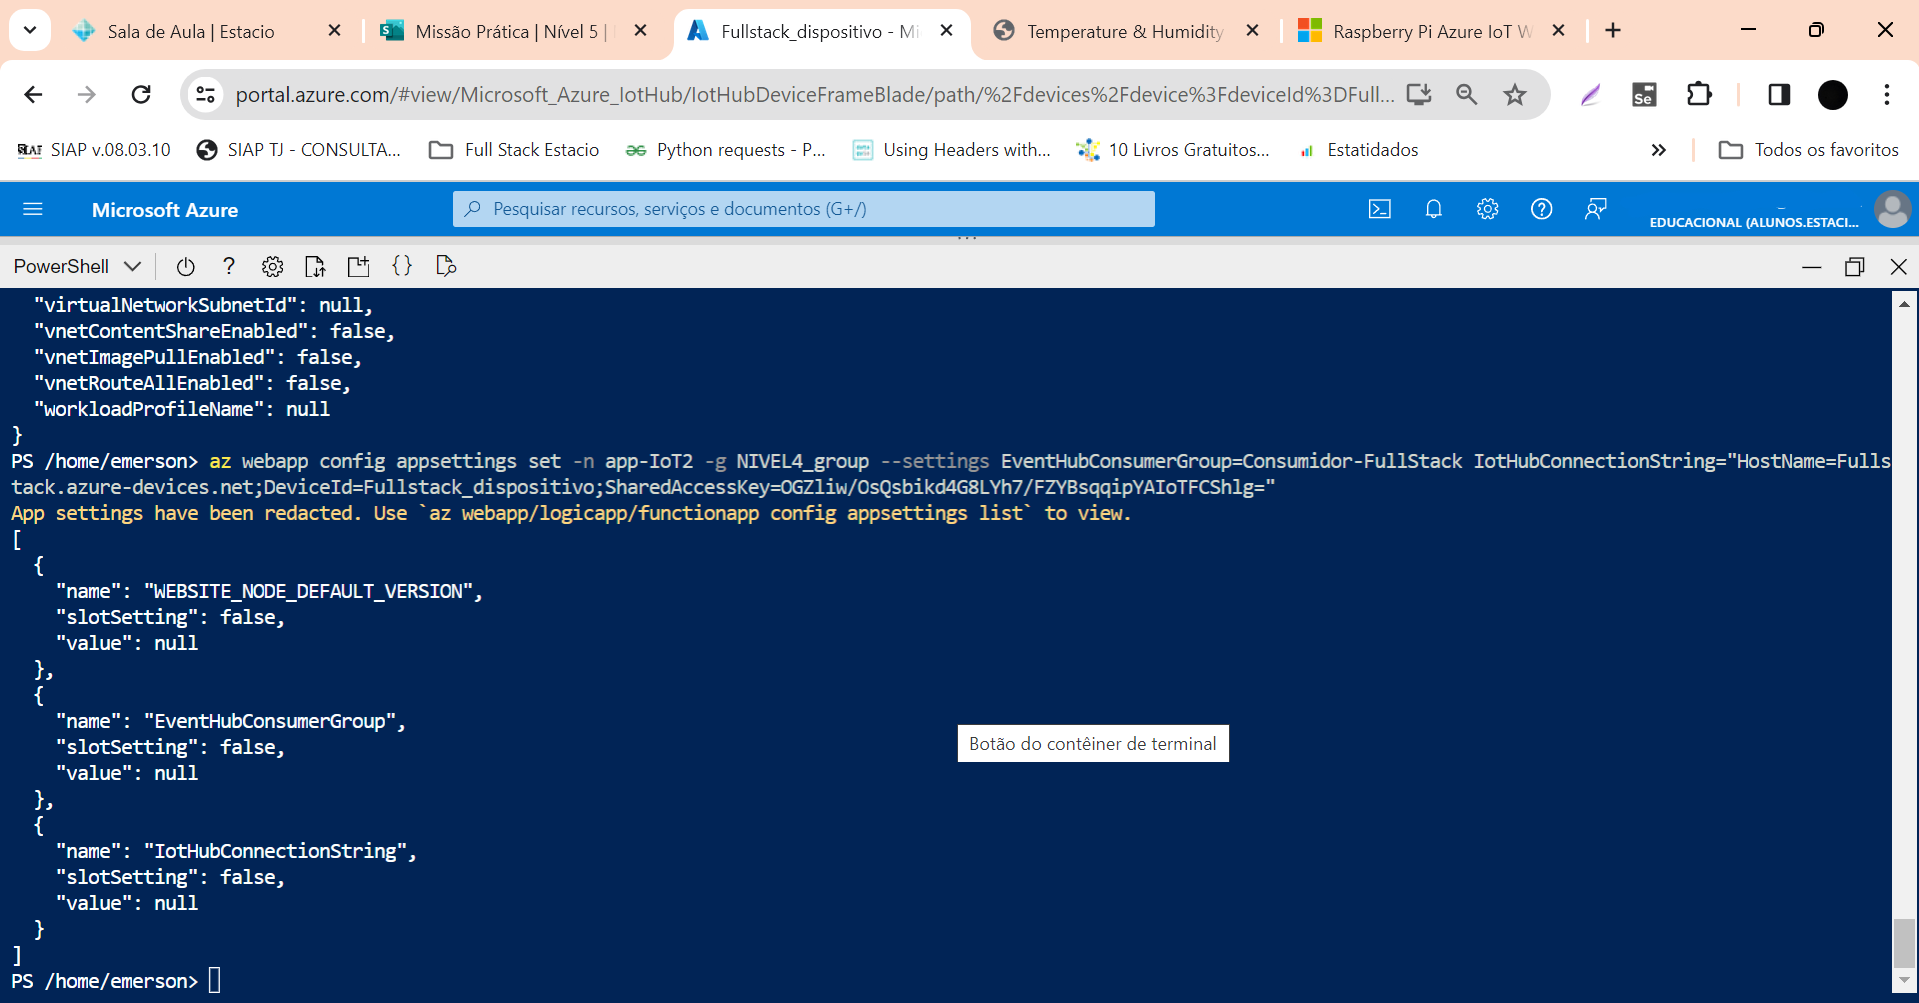 Sala de Aula | Estacio
Missão Prática | Nível 5 |
Fullstack_dispositivo - Mi
Temperature & Humidity
Raspberry Pi Azure IoT W
portal.azure.com/#view/Microsoft_Azure_IotHub/IotHubDeviceFrameBlade/path/%2Fdevices%2Fdevice%3FdeviceId%3DFull...
Se
SIAP v.08.03.10
SIAP TJ - CONSULTA...
Full Stack Estacio
Python requests - P...
Using Headers with...
10 Livros Gratuitos...
Estatidados
Todos os favoritos
Microsoft Azure
Pesquisar recursos, serviços e documentos (G+/)
EDUCACIONAL (ALUNOS.ESTACI...
PowerShell
"virtualNetworkSubnetId": null,
"vnetContentShareEnabled": false,
"vnetImagePullEnabled": false,
"vnetRouteAllEnabled": false,
"workloadProfileName": null
}
PS /home/emerson> az webapp config appsettings set -n app-IoT2 -g NIVEL4_group --settings EventHubConsumerGroup=Consumidor-FullStack IotHubConnectionString="HostName=Fulls
tack.azure-devices.net;DeviceId=Fullstack_dispositivo;SharedAccessKey=OGZliw/OsQsbikd4G8LYh7/FZYBsqqipYAIoTFCShlg="
App settings have been redacted. Use `az webapp/logicapp/functionapp config appsettings list` to view.
[
{
"name": "WEBSITE_NODE_DEFAULT_VERSION",
"slotSetting": false,
"value": null
},
{
"name": "EventHubConsumerGroup",
"slotSetting": false,
"value": null
},
{
"name": "IotHubConnectionString",
"slotSetting": false,
"value": null
}
]
PS /home/emerson>
Botão do contêiner de terminal